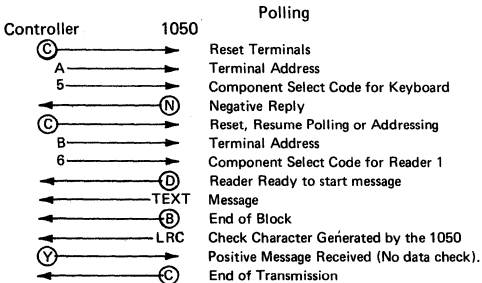 Polling
Controller 1050
Ⓒ Reset Terminals
A Terminal Address
5 Component Select Code for Keyboard
Ⓝ Negative Reply
Ⓒ Reset, Resume Polling or Addressing
B Terminal Address
6 Component Select Code for Reader 1
Ⓓ Reader Ready to start message
TEXT Message
Ⓑ End of Block
LRC Check Character Generated by the 1050
Ⓨ Positive Message Received (No data check).
Ⓒ End of Transmission